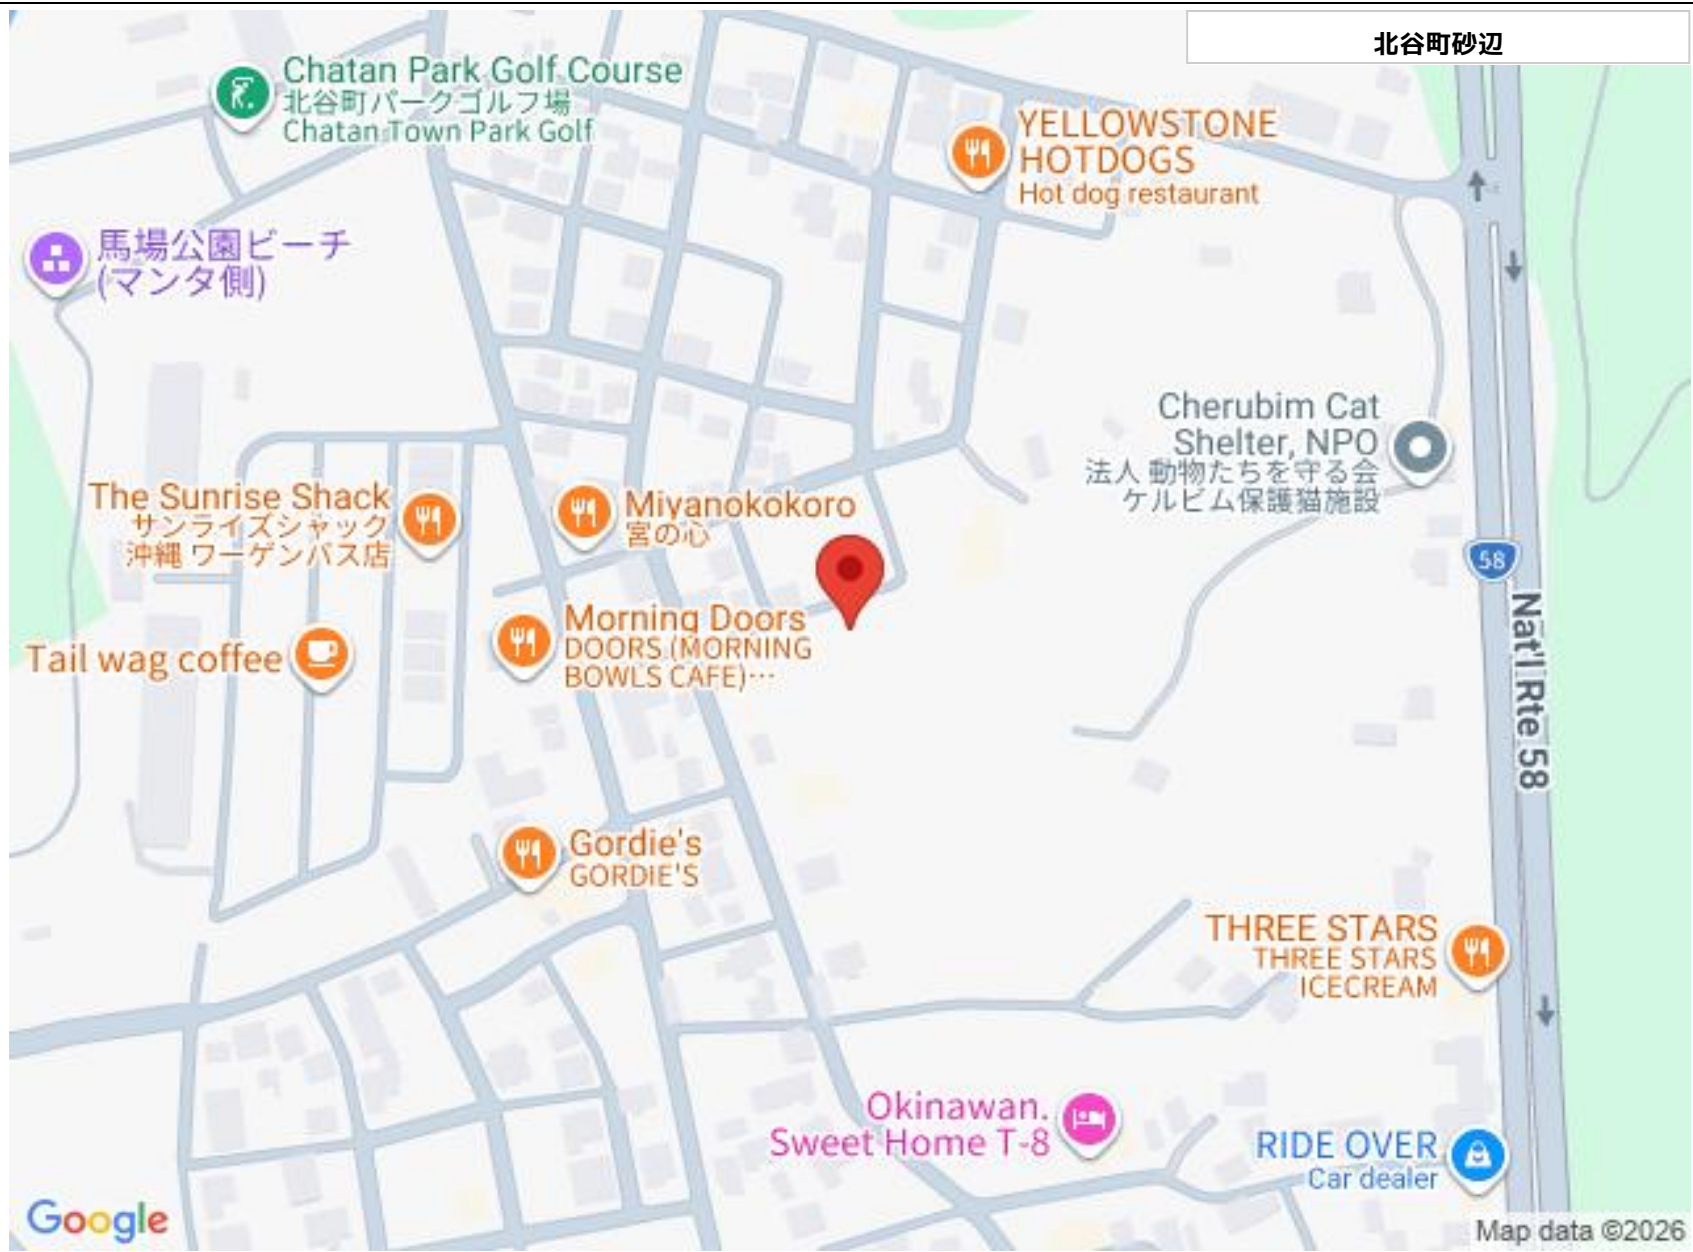 北谷町砂辺
Chatan Park Golf Course
北谷町パークゴルフ場
Chatan Town Park Golf
YELLOWSTONE
HOTDOGS
Hot dog restaurant
馬場公園ビーチ
(マンタ側)
Cherubim Cat
Shelter, NPO
法人 動物たちを守る会
ケルビム保護猫施設
The Sunrise Shack
サンライズシャック
沖縄 ワーゲンバス店
Miyanokokoro
宮の心
58
Nat'l Rte 58
Morning Doors
DOORS (MORNING
BOWLS CAFE)…
Tail wag coffee
Gordie's
GORDIE'S
THREE STARS
THREE STARS
ICECREAM
Okinawan.
Sweet Home T-8
RIDE OVER
Car dealer
Google
Map data ©2026